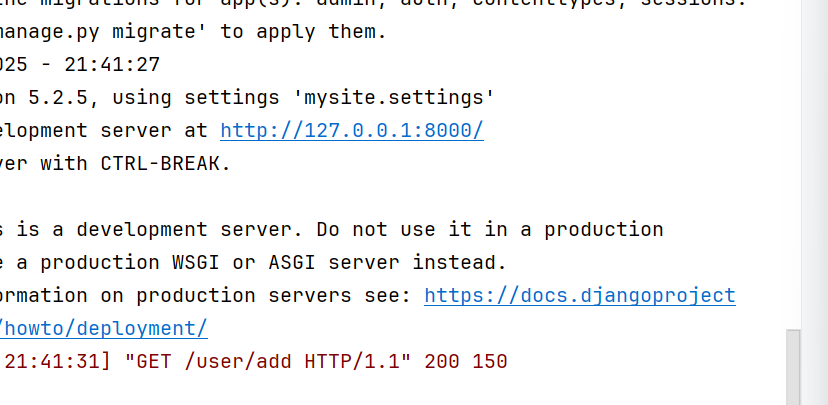 the migrations for app(s): admin, auth, contenttypes, sessions.
manage.py migrate' to apply them.
025 - 21:41:27
on 5.2.5, using settings 'mysite.settings'
elopment server at http://127.0.0.1:8000/
ver with CTRL-BREAK.
s is a development server. Do not use it in a production
e a production WSGI or ASGI server instead.
ormation on production servers see: https://docs.djangoproject
/howto/deployment/
21:41:31] "GET /user/add HTTP/1.1" 200 150